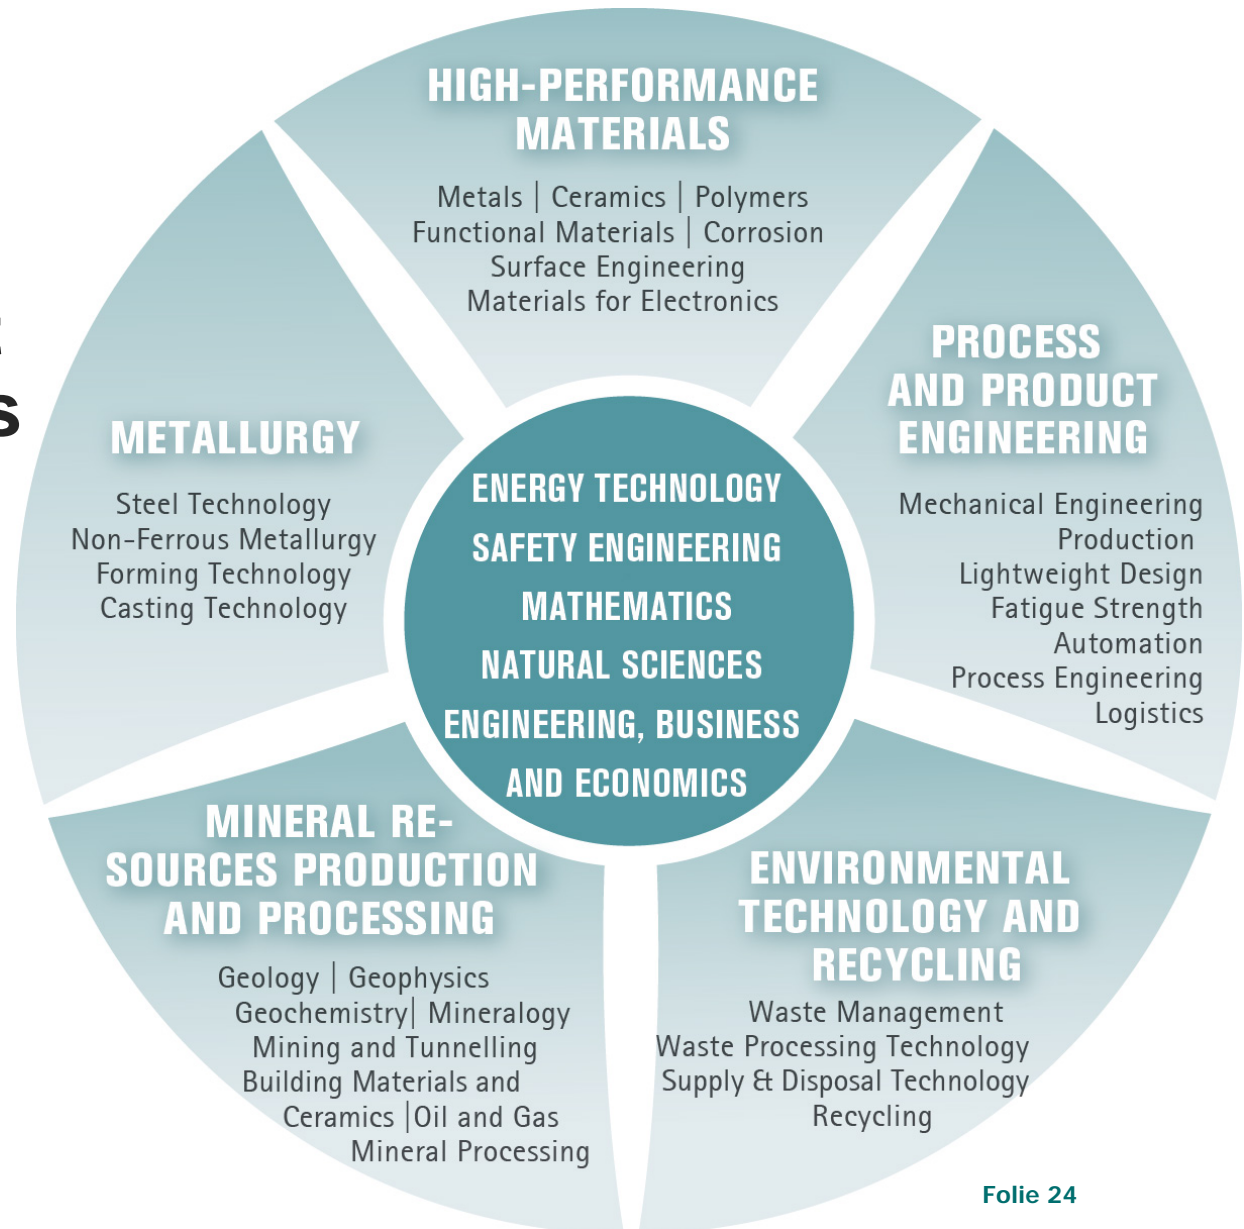 HIGH-PERFORMANCE
MATERIALS
Metals | Ceramics | Polymers
Functional Materials | Corrosion
Surface Engineering
Materials for Electronics
PROCESS
AND PRODUCT
ENGINEERING
Mechanical Engineering
Production
Lightweight Design
Fatigue Strength
Automation
Process Engineering
Logistics
METALLURGY
Steel Technology
Non-Ferrous Metallurgy
Forming Technology
Casting Technology
ENERGY TECHNOLOGY
SAFETY ENGINEERING
MATHEMATICS
NATURAL SCIENCES
ENGINEERING, BUSINESS
AND ECONOMICS
MINERAL RE-
SOURCES PRODUCTION
AND PROCESSING
Geology | Geophysics
Geochemistry| Mineralogy
Mining and Tunnelling
Building Materials and
Ceramics |Oil and Gas
Mineral Processing
ENVIRONMENTAL
TECHNOLOGY AND
RECYCLING
Waste Management
Waste Processing Technology
Supply & Disposal Technology
Recycling
Folie 24